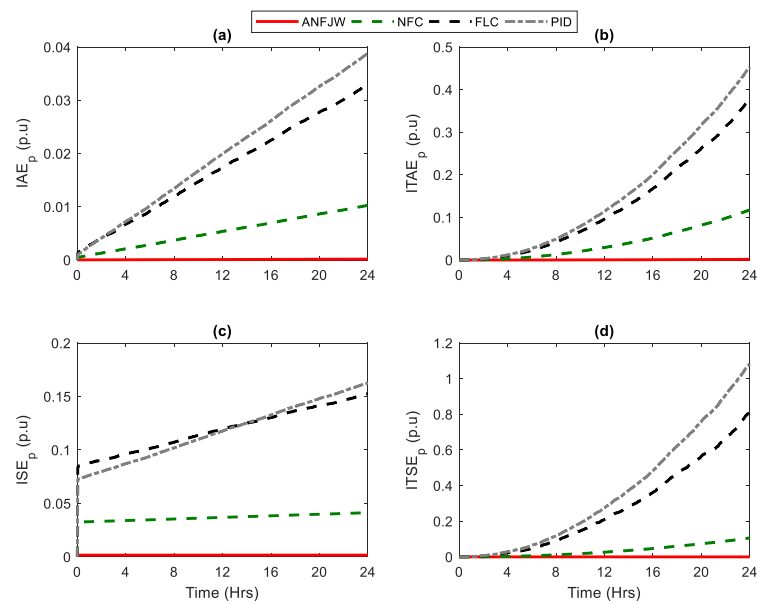 ANFJW NFC FLC PID
(a)
0.04
0.03
0.02
0.01
0
IAEp (p.u)
0 4 8 12 16 20 24
(b)
0.5
0.4
0.3
0.2
0.1
0
ITAEp (p.u)
0 4 8 12 16 20 24
(c)
0.2
0.15
0.1
0.05
0
ISEp (p.u)
0 4 8 12 16 20 24
Time (Hrs)
(d)
1.2
1
0.8
0.6
0.4
0.2
0
ITSEp (p.u)
0 4 8 12 16 20 24
Time (Hrs)